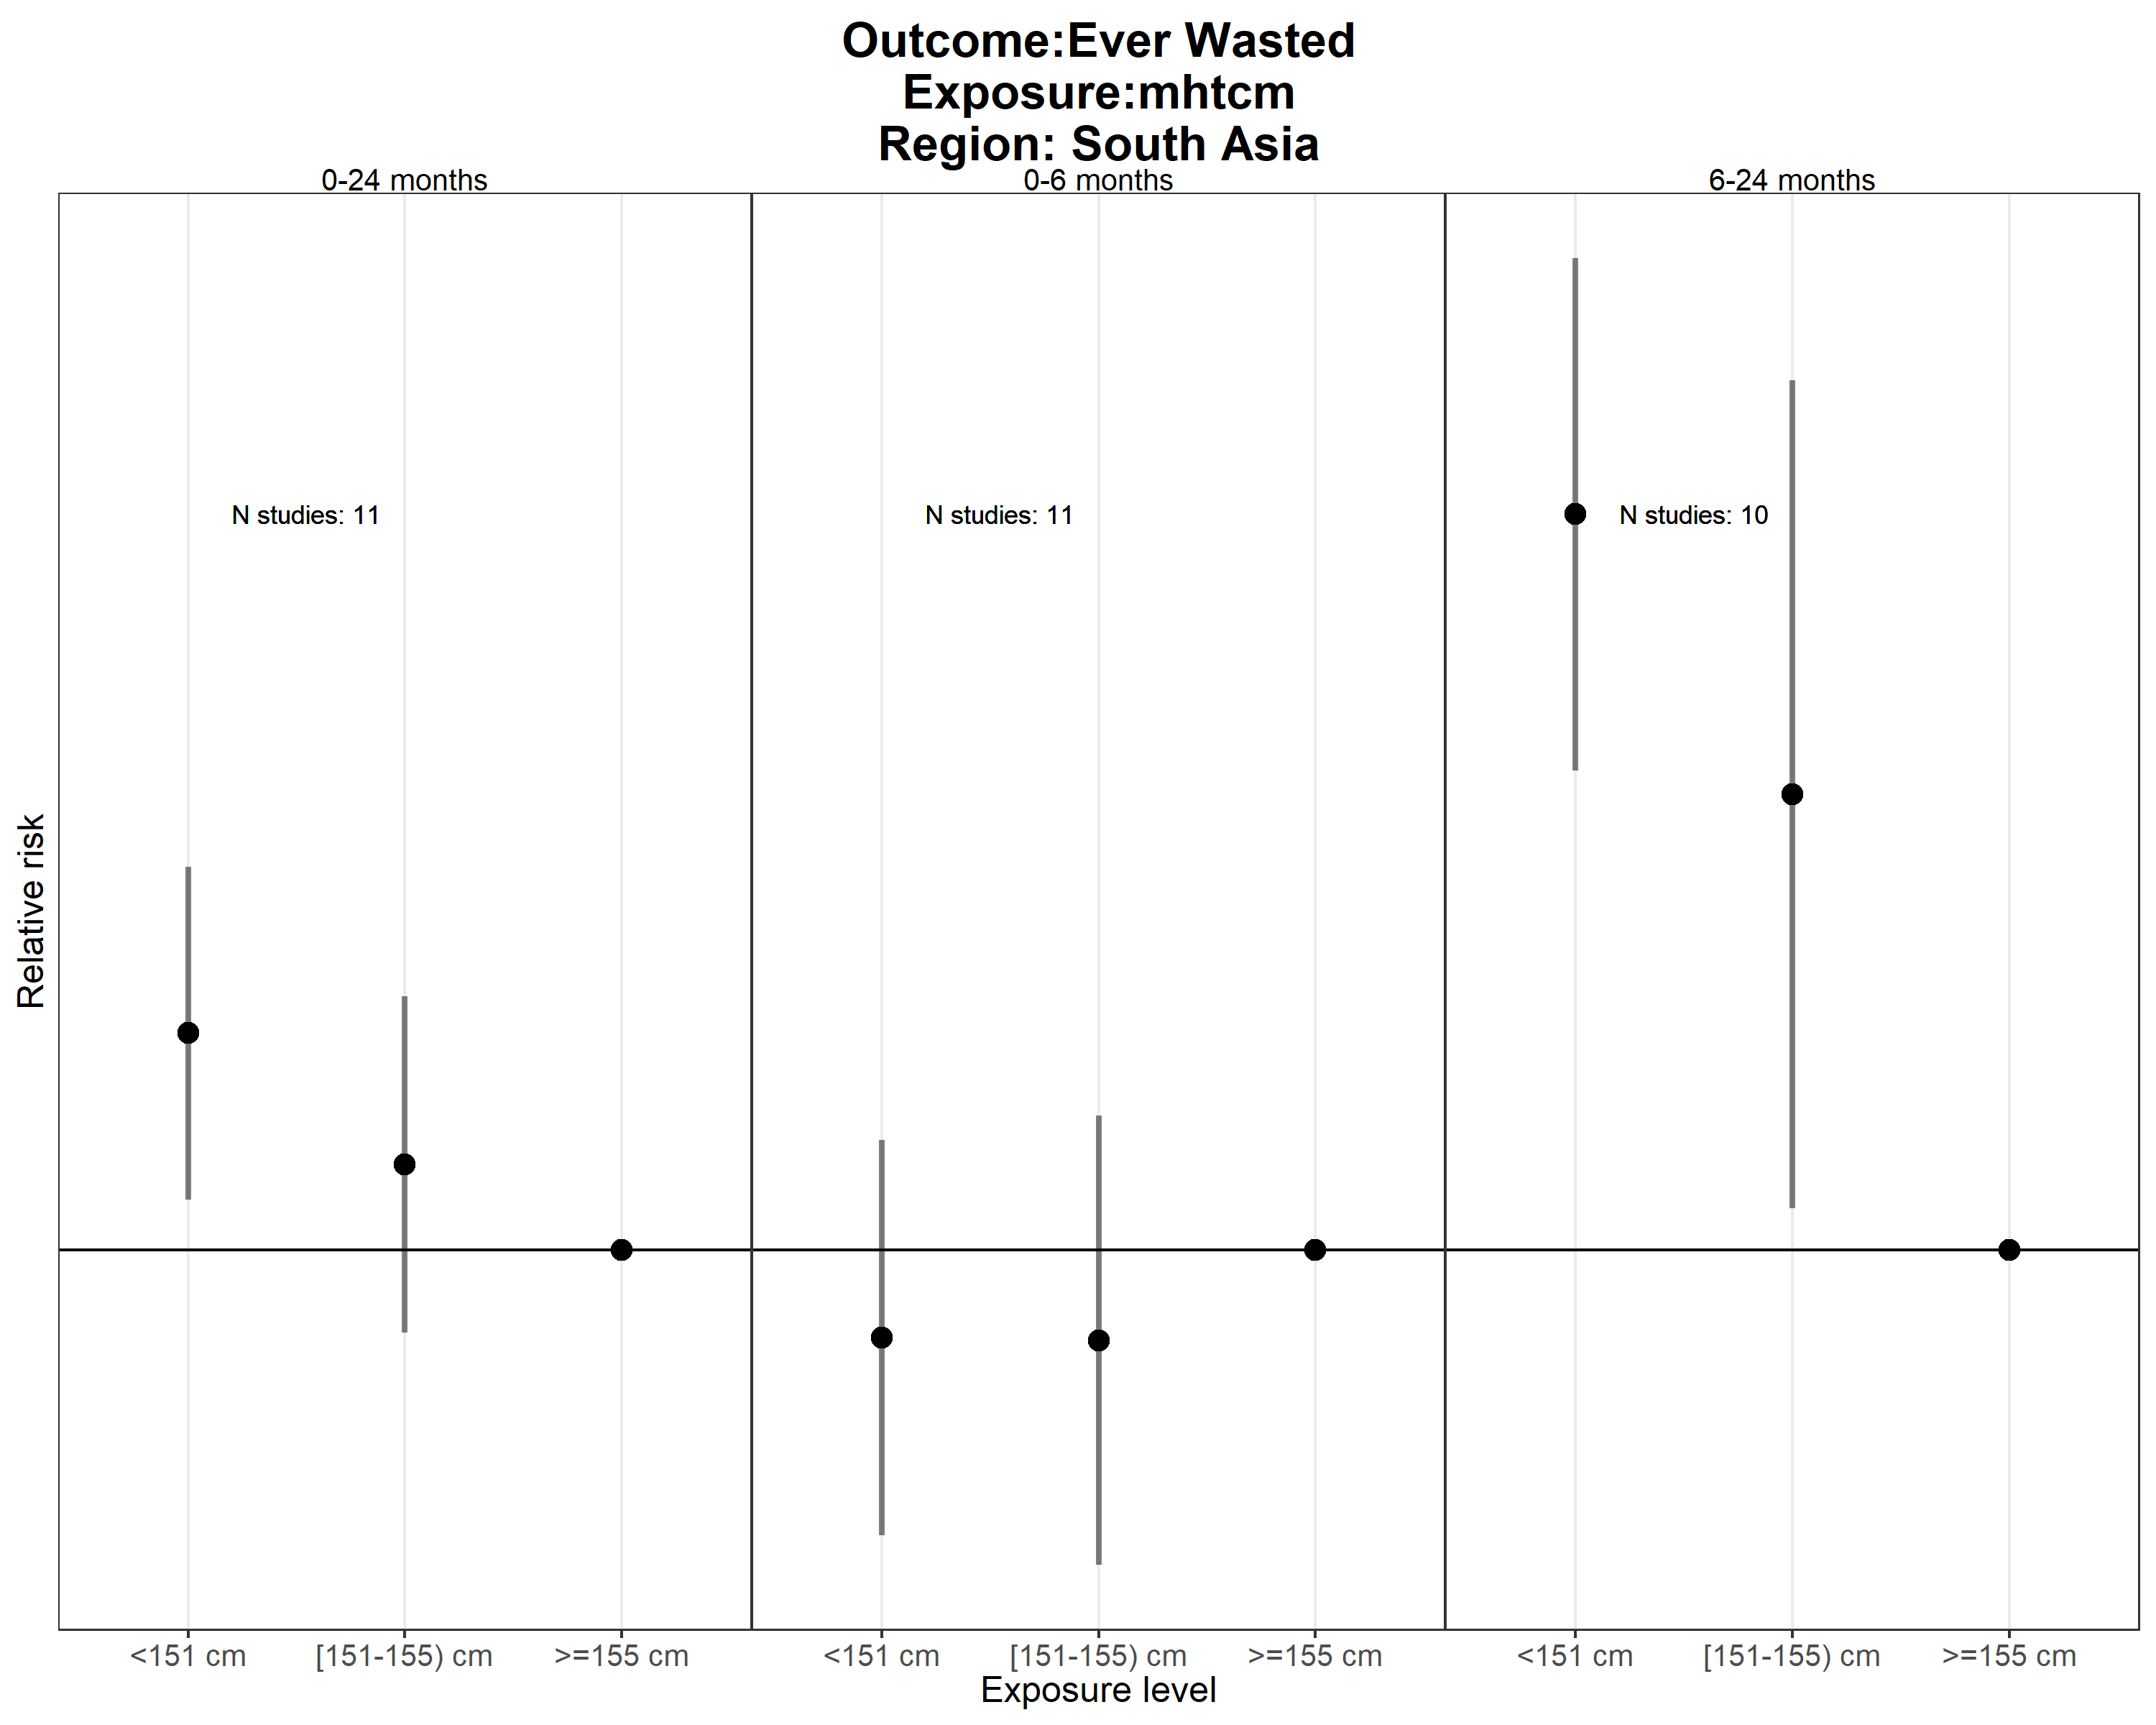 Outcome:Ever Wasted
Exposure:mhtcm
Region: South Asia
0-24 months
0-6 months
6-24 months
N studies: 11
N studies: 11
N studies: 10
Relative risk
<151 cm
[151-155) cm
>=155 cm
<151 cm
[151-155) cm
>=155 cm
<151 cm
[151-155) cm
>=155 cm
Exposure level